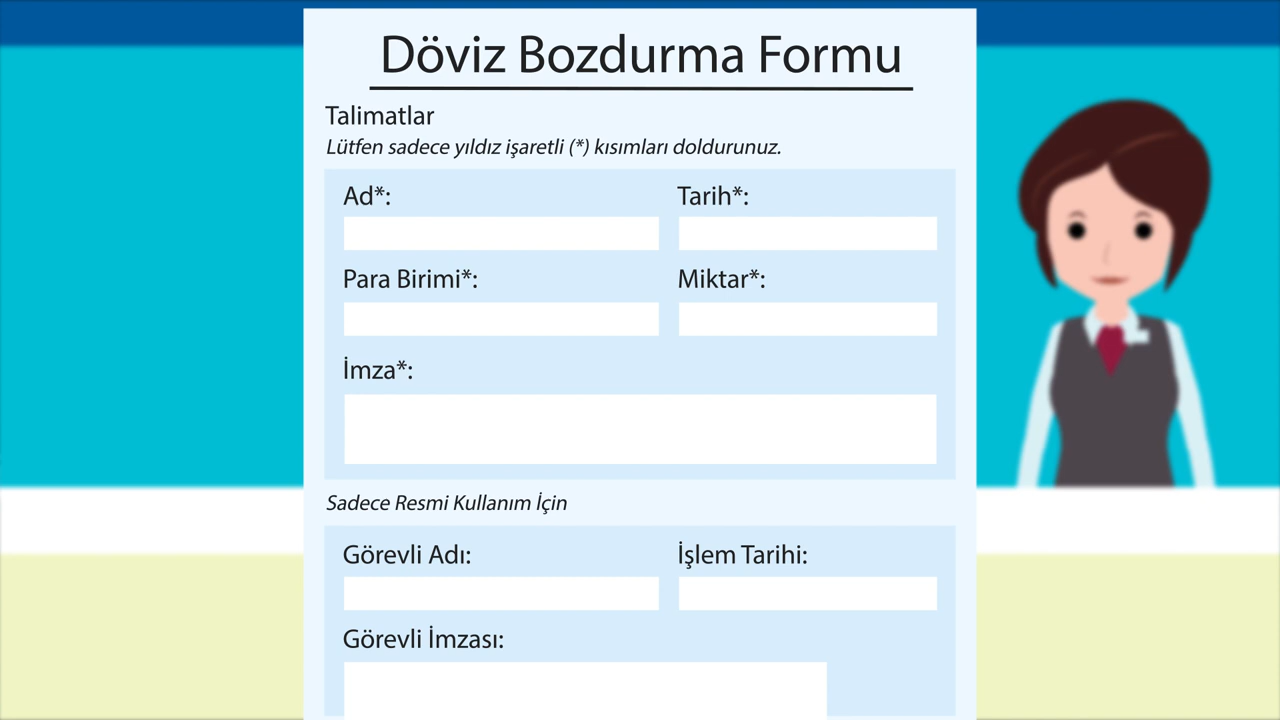 Döviz Bozdurma Formu
Talimatlar
Lütfen sadece yıldız işaretli (*) kısımları doldurunuz.
Ad*: Tarih*:
Para Birimi*: Miktar*:
İmza*:
Sadece Resmi Kullanım İçin
Görevli Adı: İşlem Tarihi:
Görevli İmzası: